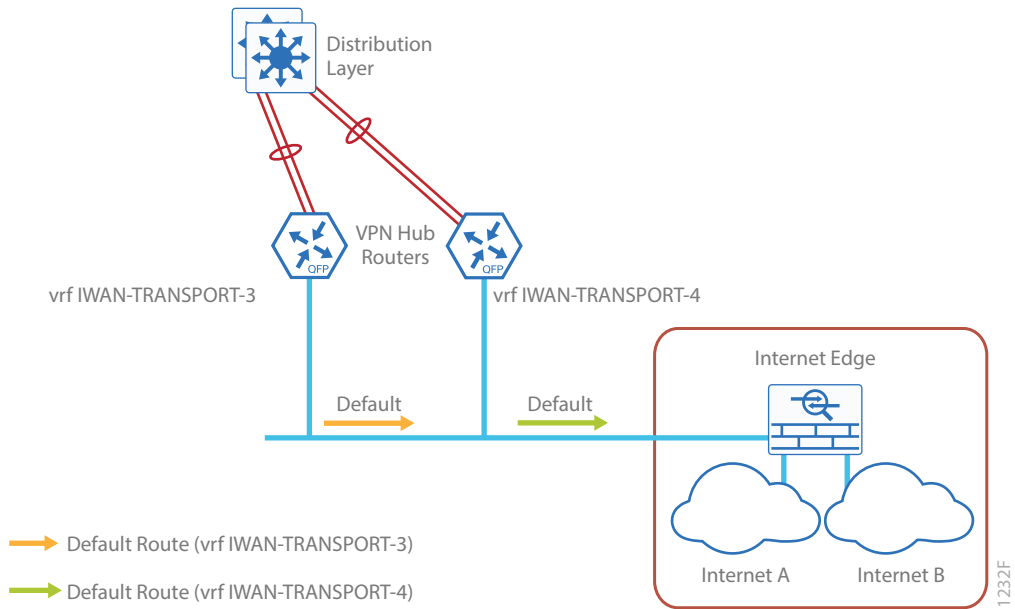 Distribution
Layer
VPN Hub
Routers
QFP
QFP
vrf IWAN-TRANSPORT-3
vrf IWAN-TRANSPORT-4
Internet Edge
Default
Default
Internet A
Internet B
Default Route (vrf IWAN-TRANSPORT-3)
Default Route (vrf IWAN-TRANSPORT-4)
1232F